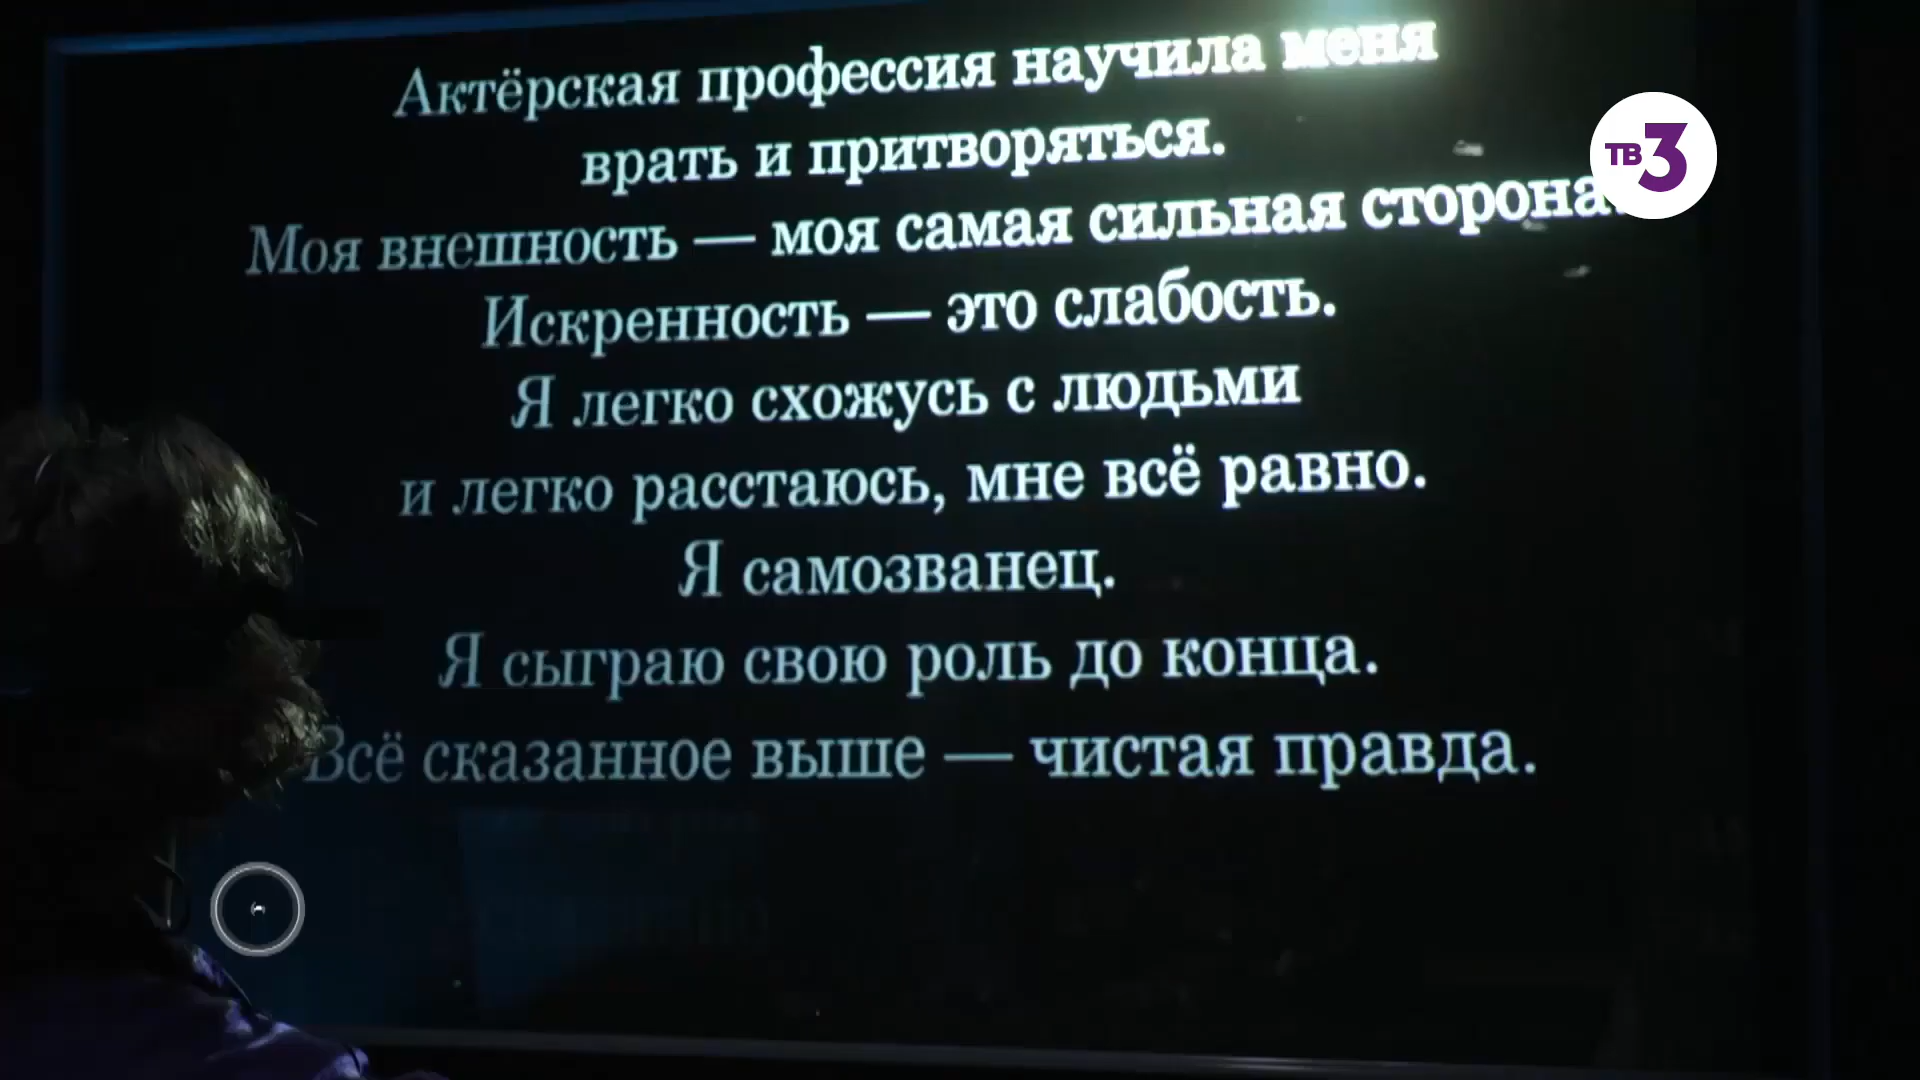 Актёрская профессия научила меня
врать и притворяться.
ТВ3
Моя внешность — моя самая сильная сторона.
Искренность — это слабость.
Я легко схожусь с людьми
и легко расстаюсь, мне всё равно.
Я самозванец.
Я сыграю свою роль до конца.
Всё сказанное выше — чистая правда.